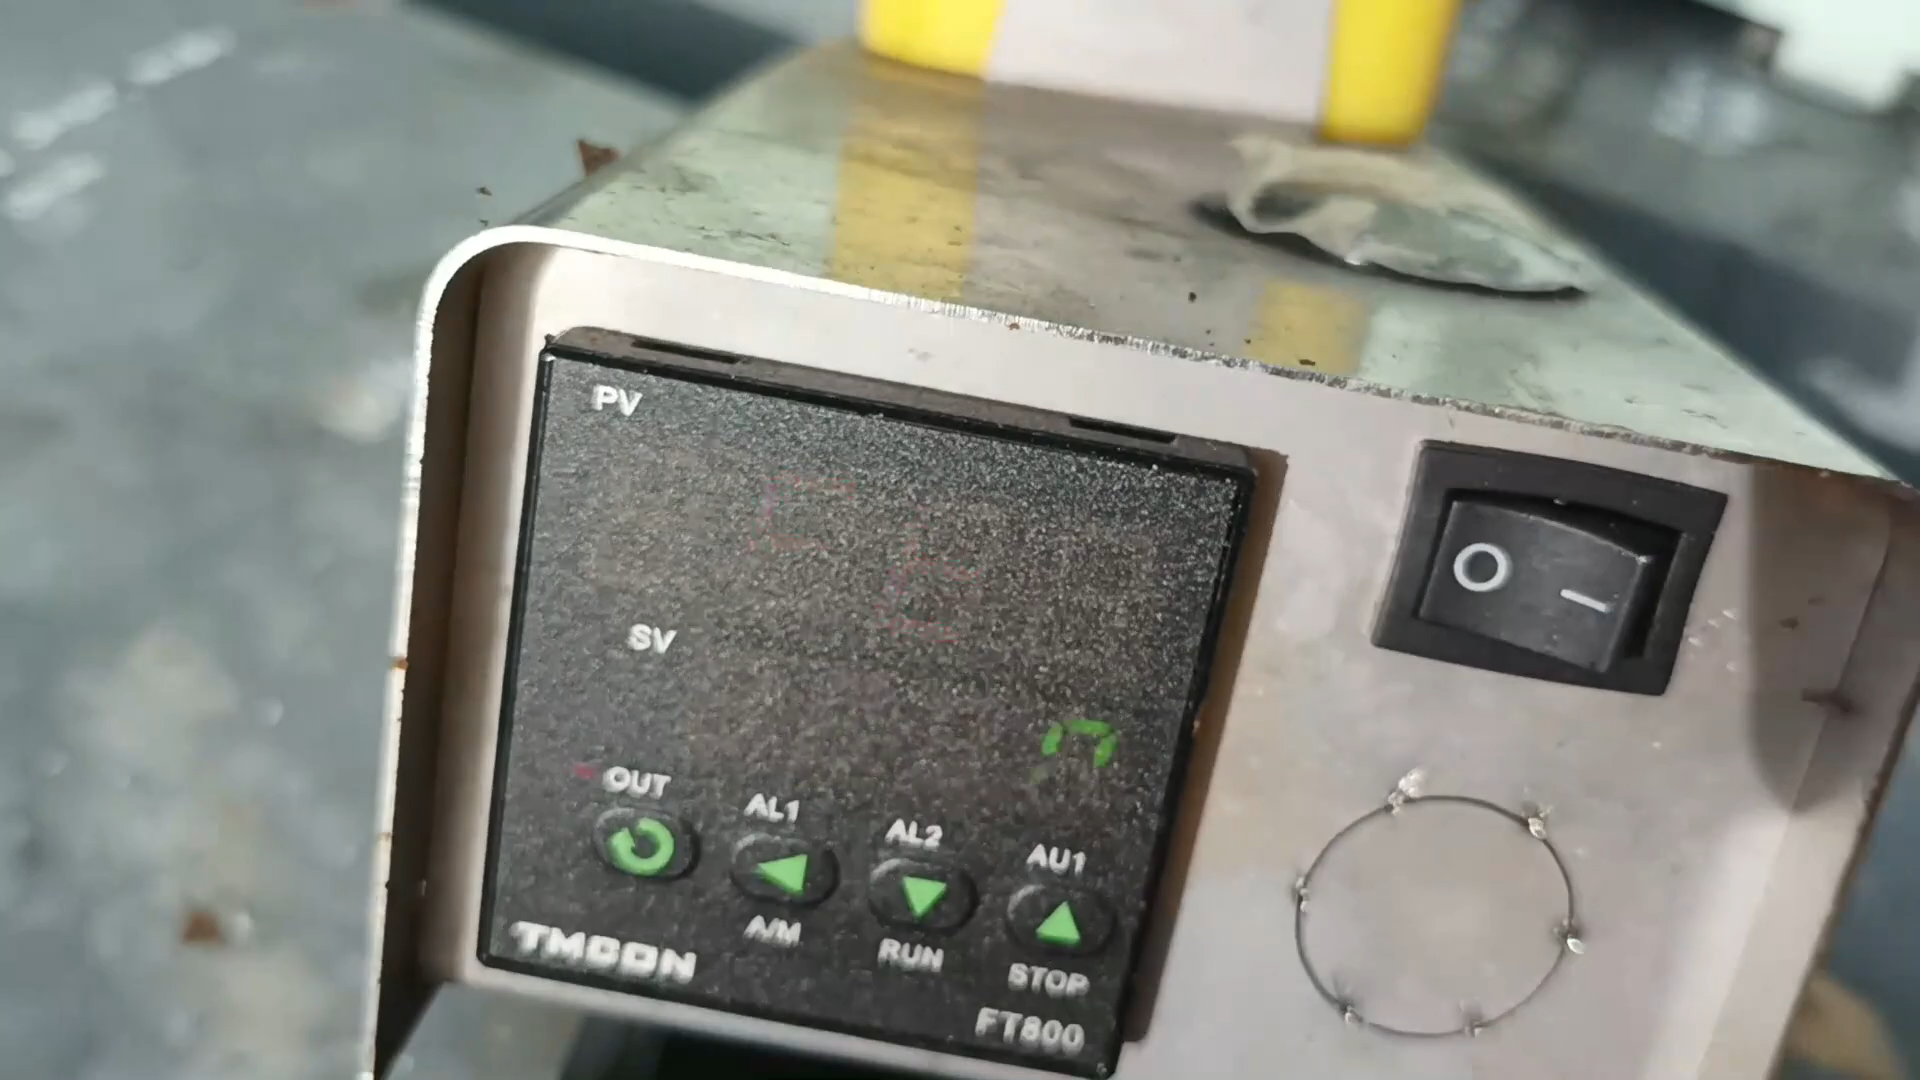 PV
SV
OUT AL1 AL2 AU1
A/M RUN STOP
TMCON
FT800
O –